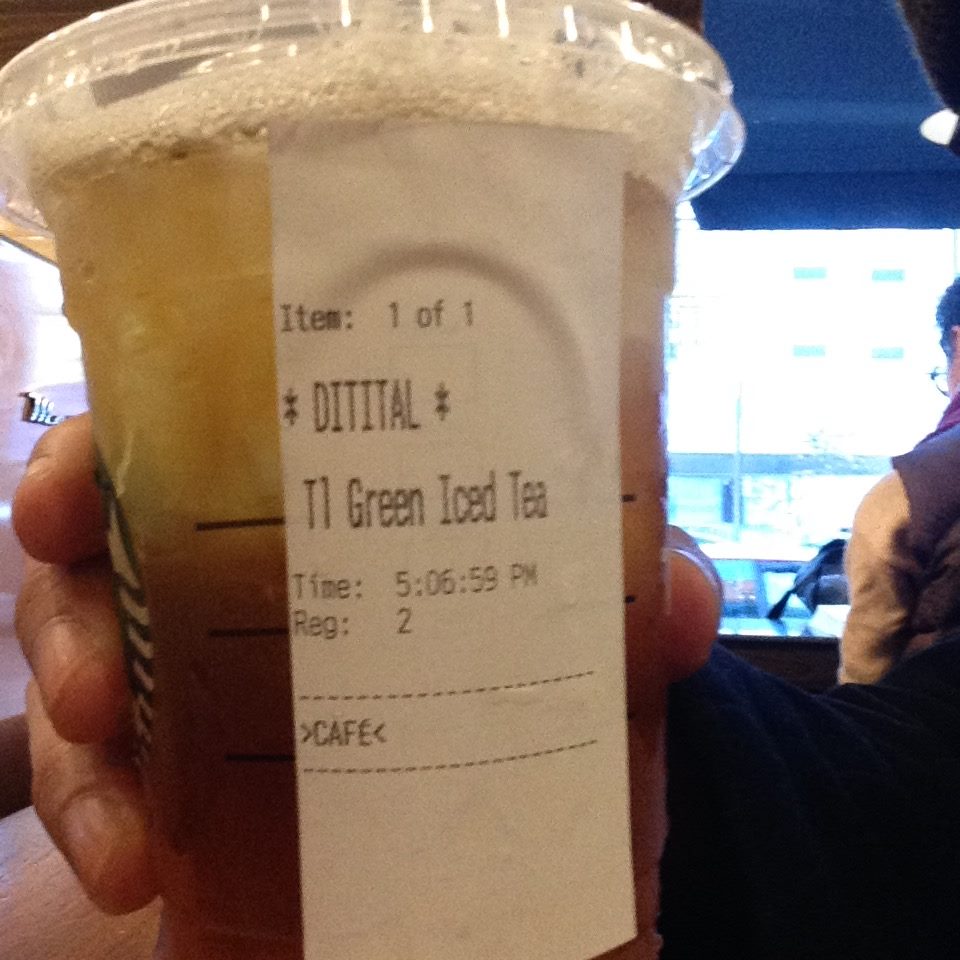 Item: 1 of 1
* DITITAL *
T1 Green Iced Tea
Time: 5:06:59 PM
Reg: 2
>CAFE<